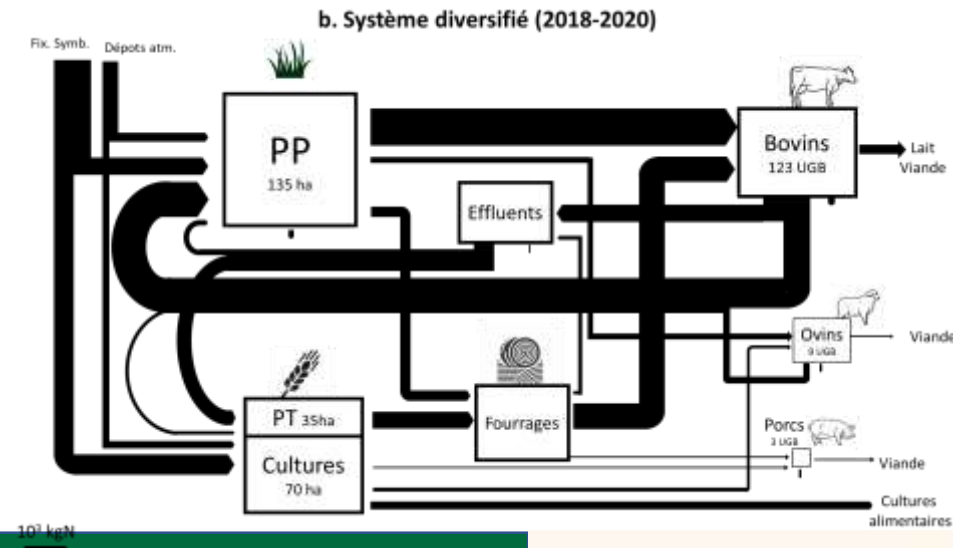 b. Système diversifié (2018-2020)
Fix. Symb.
Dépots atm.
PP
135 ha
Bovins
123 UGB
Lait
Viande
Effluents
Ovins
9 UGB
Viande
PT 35ha
Cultures
70 ha
Fourrages
Porcs
3 UGB
Viande
Cultures
alimentaires
10³ kgN